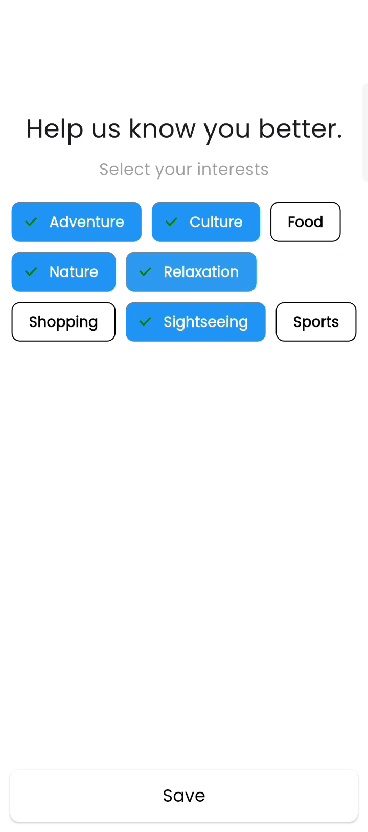 Help us know you better.
Select your interests
Adventure Culture Food
Nature Relaxation
Shopping Sightseeing Sports
Save